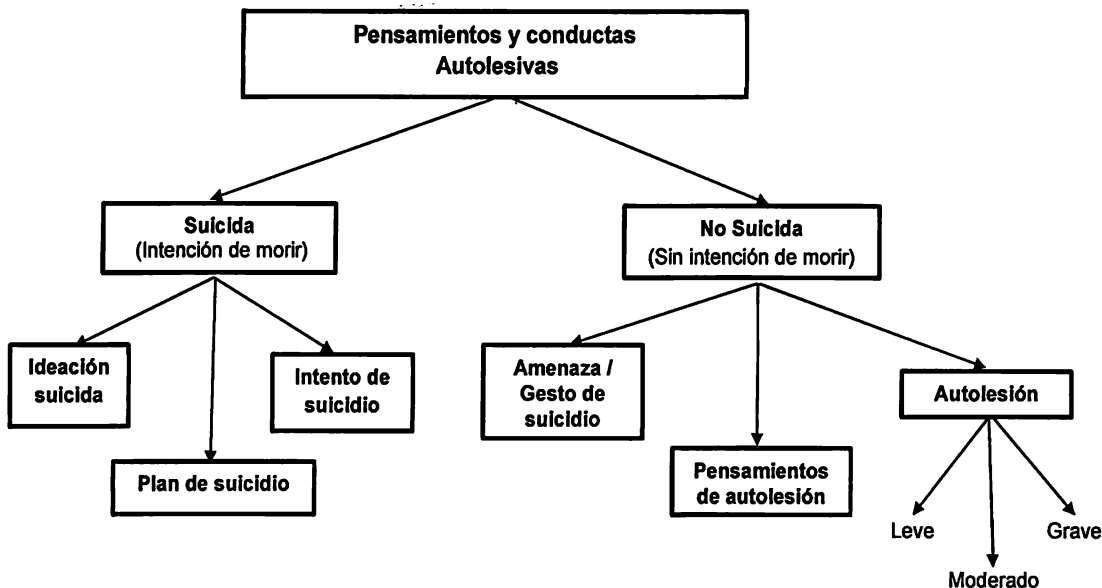 Pensamientos y conductas
Autolesivas
Suicida
(Intención de morir)
No Suicida
(Sin intención de morir)
Ideación
suicida
Intento de
suicidio
Plan de suicidio
Amenaza /
Gesto de
suicidio
Pensamientos
de autolesión
Autolesión
Leve
Moderado
Grave